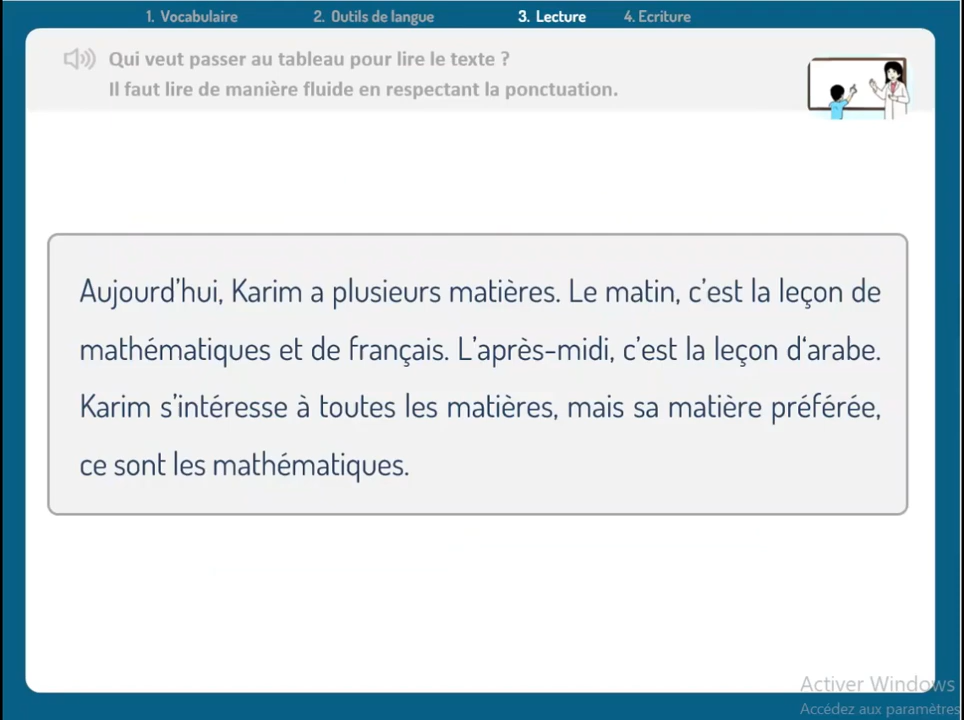 1. Vocabulaire 2. Outils de langue 3. Lecture 4. Ecriture
Qui veut passer au tableau pour lire le texte ?
Il faut lire de manière fluide en respectant la ponctuation.
Aujourd'hui, Karim a plusieurs matières. Le matin, c'est la leçon de
mathématiques et de français. L'après-midi, c'est la leçon d‘arabe.
Karim s'intéresse à toutes les matières, mais sa matière préférée,
ce sont les mathématiques.
Activer Windows
Accédez aux paramètres